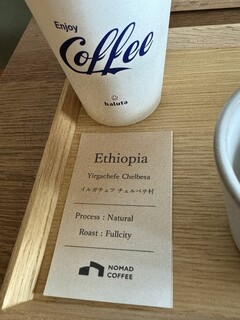 Enjoy
Coffee
haluta
Ethiopia
Yirgachefe Chelbesa
イルガチェフェ チェルベサ村
Process : Natural
Roast : Fullcity
NOMAD
COFFEE